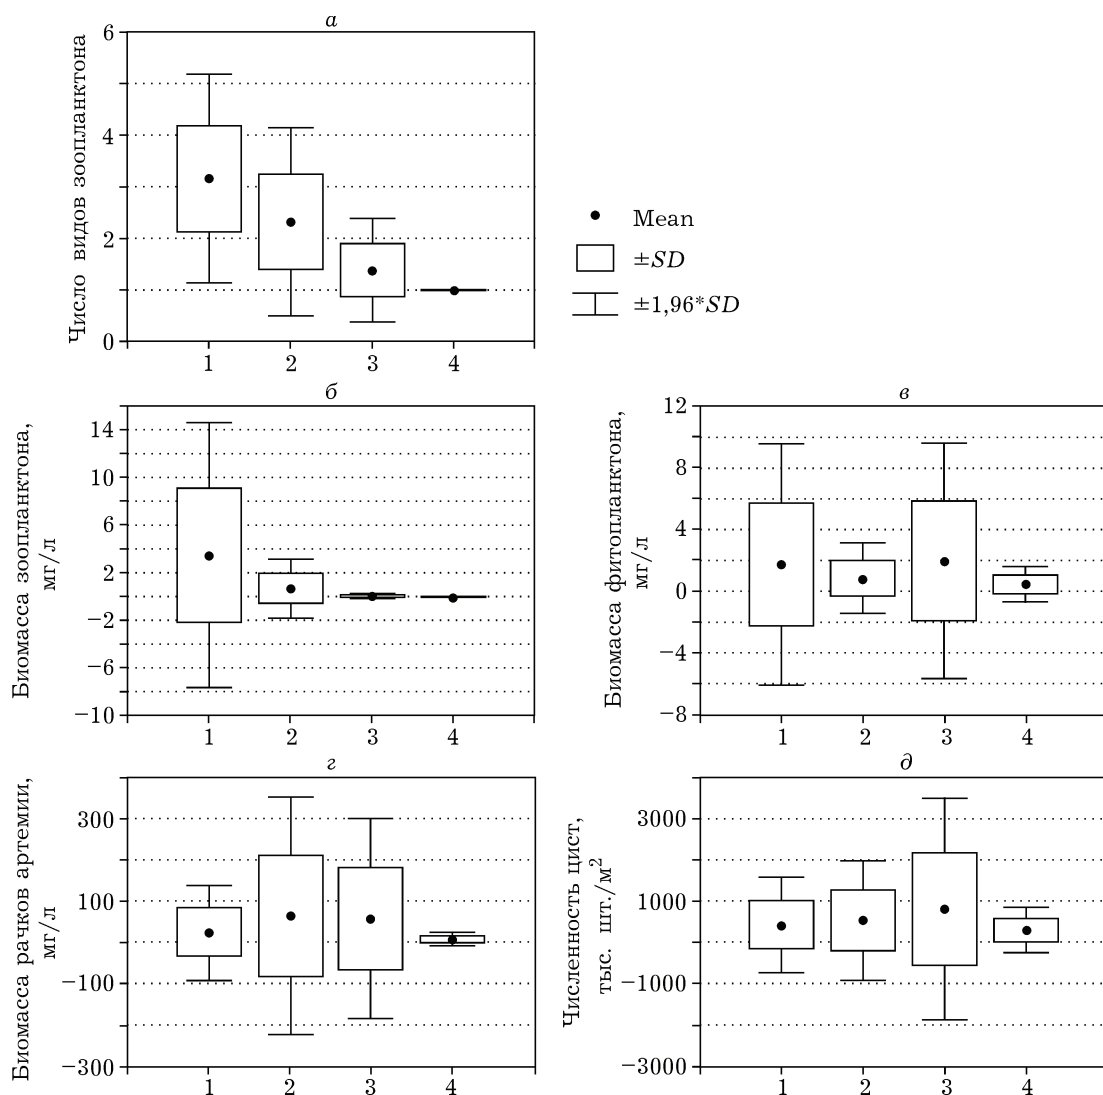 а
Число видов зоопланктона
6
4
2
0
1 2 3 4
Mean
±SD
±1,96*SD
б
Биомасса зоопланктона,
мг/л
14
10
6
2
−2
−6
−10
1 2 3 4
в
Биомасса фитопланктона,
мг/л
12
8
4
0
−4
−8
1 2 3 4
г
Биомасса рачков артемии,
мг/л
300
100
−100
−300
1 2 3 4
д
Численность цист,
тыс. шт./м²
3000
1000
−1000
−3000
1 2 3 4